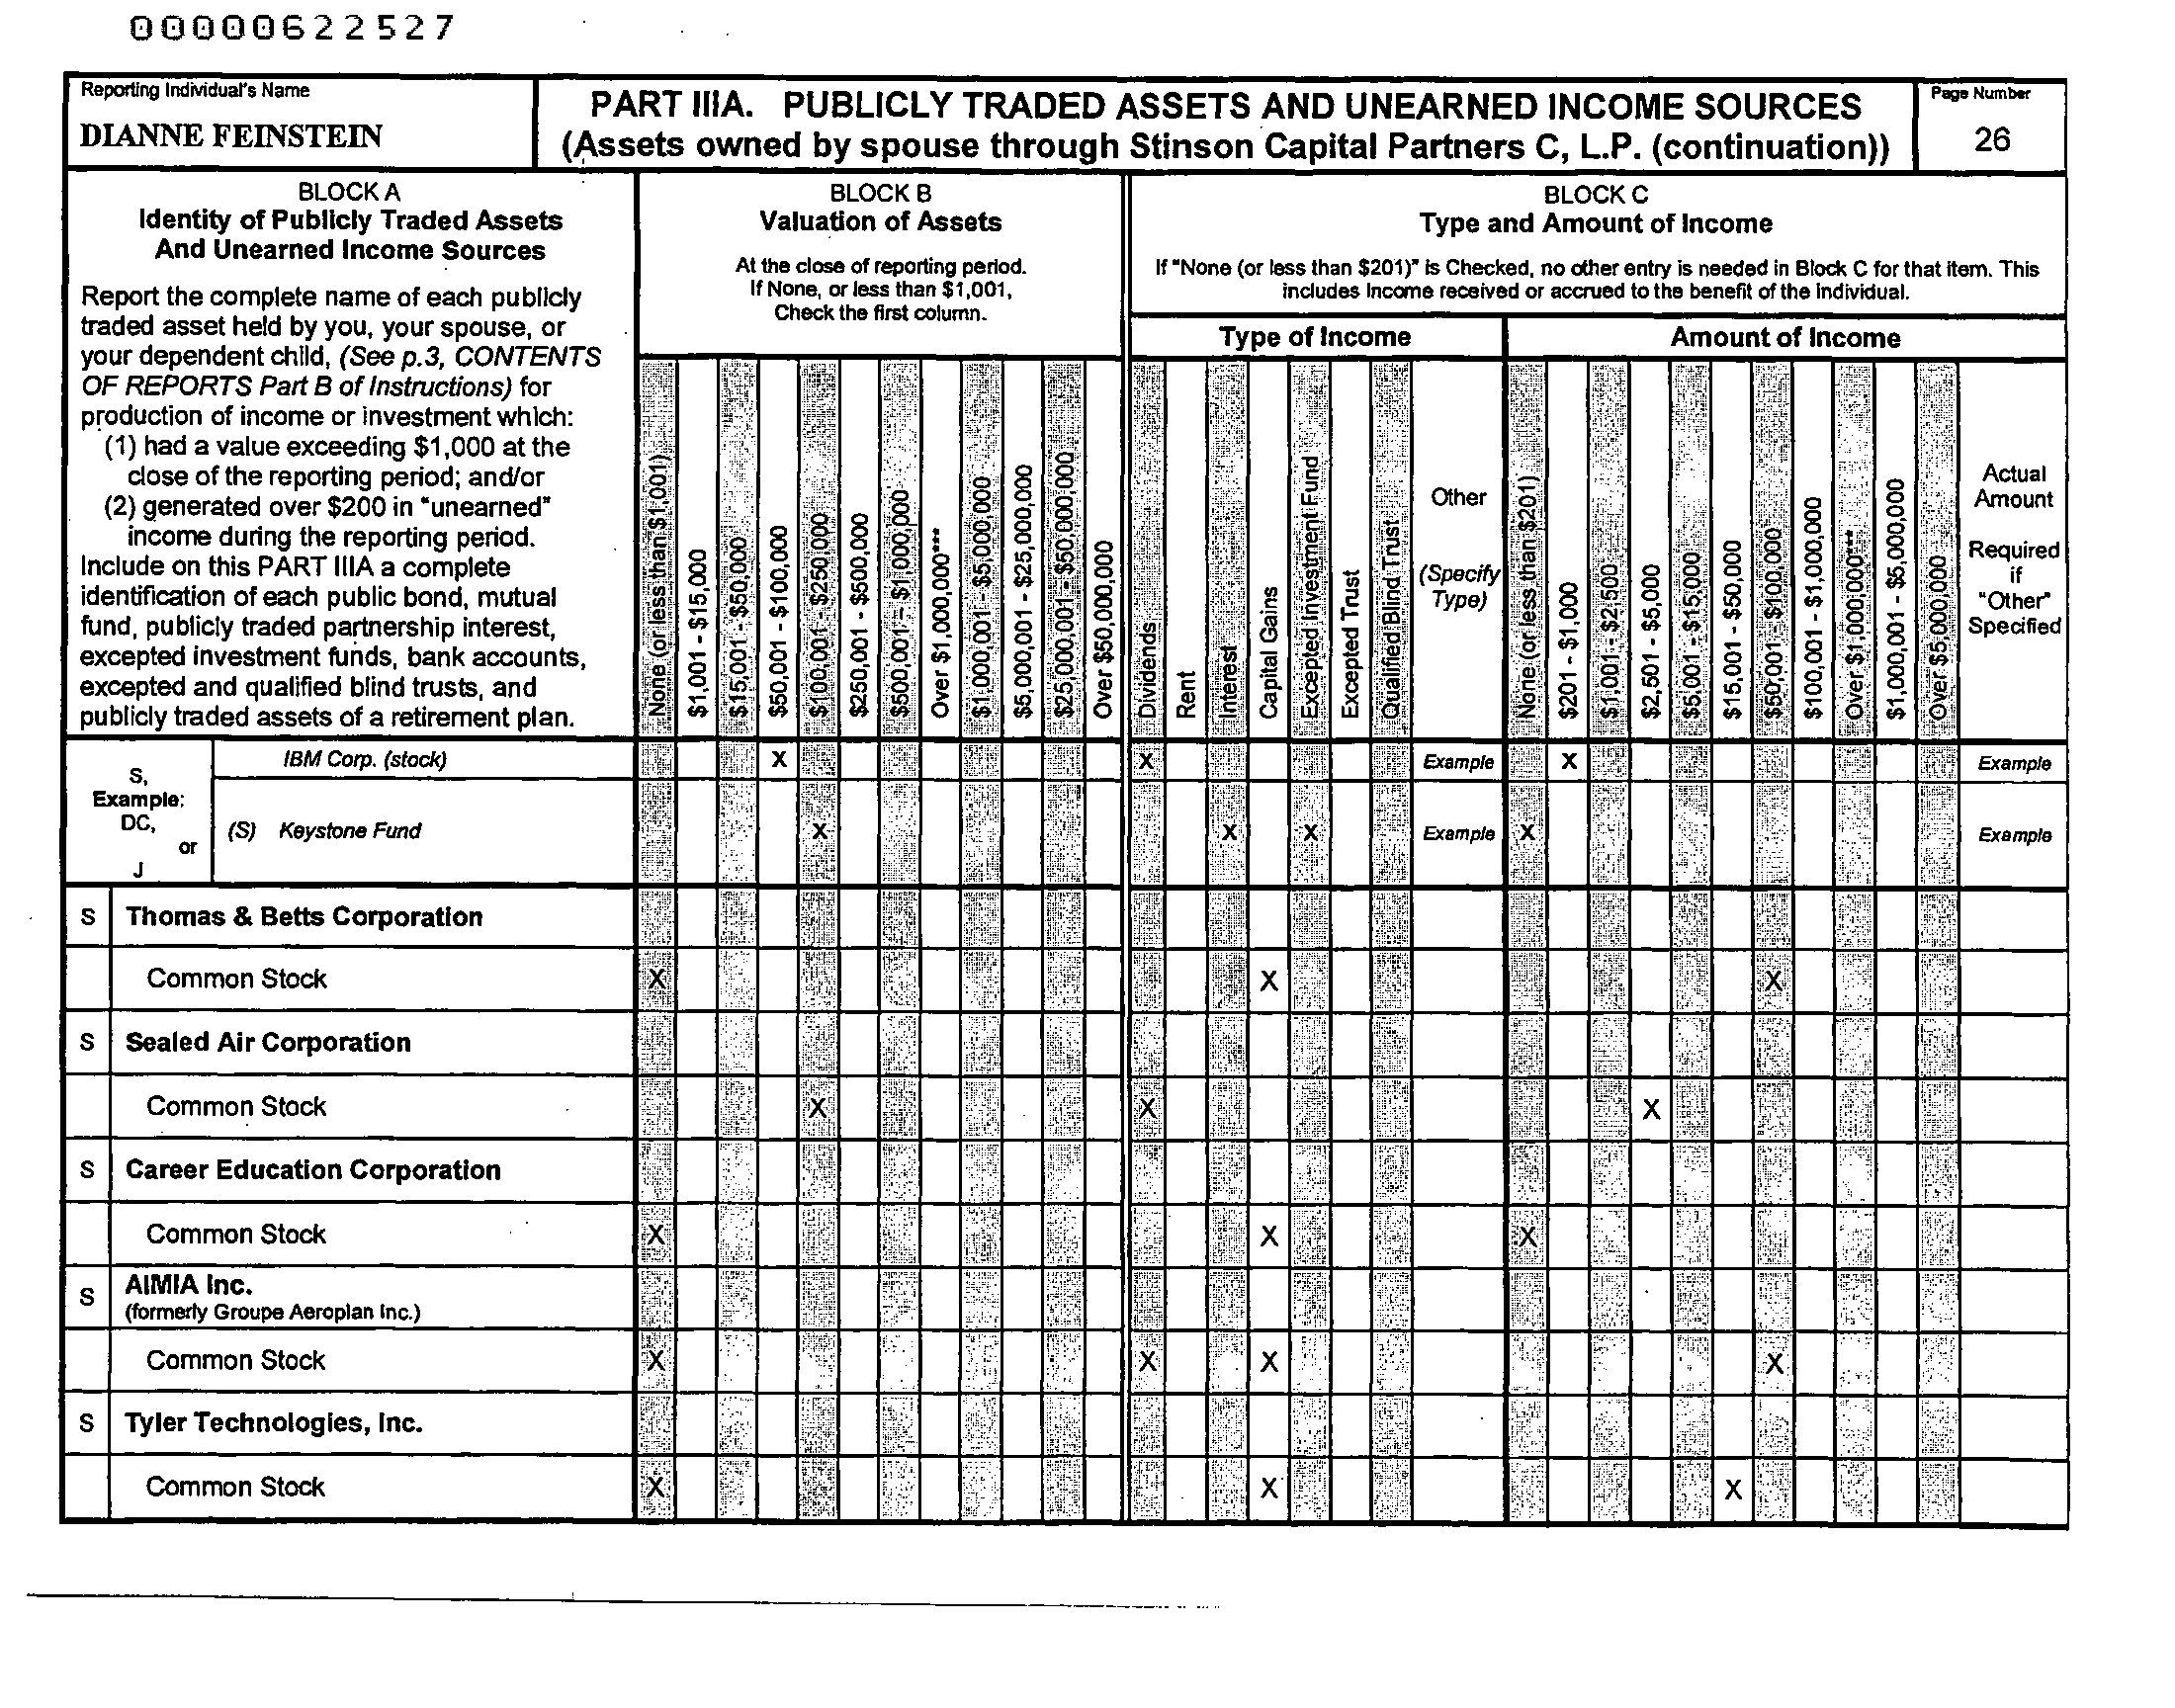 00000622527
Reporting Individual's Name
DIANNE FEINSTEIN
PART IIIA. PUBLICLY TRADED ASSETS AND UNEARNED INCOME SOURCES
(Assets owned by spouse through Stinson Capital Partners C, L.P. (continuation))
Page Number
26
BLOCK A
Identity of Publicly Traded Assets
And Unearned Income Sources
Report the complete name of each publicly
traded asset held by you, your spouse, or
your dependent child, (See p.3, CONTENTS
OF REPORTS Part B of Instructions) for
production of income or investment which:
(1) had a value exceeding $1,000 at the
close of the reporting period; and/or
(2) generated over $200 in "unearned"
income during the reporting period.
Include on this PART IIIA a complete
identification of each public bond, mutual
fund, publicly traded partnership interest,
excepted investment funds, bank accounts,
excepted and qualified blind trusts, and
publicly traded assets of a retirement plan.
BLOCK B
Valuation of Assets
At the close of reporting period.
If None, or less than $1,001,
Check the first column.
None (or less than $1,001)
$1,001 - $15,000
$15,001 - $50,000
$50,001 - $100,000
$100,001 - $250,000
$250,001 - $500,000
$500,001 - $1,000,000
Over $1,000,000***
$1,000,001 - $5,000,000
$5,000,001 - $25,000,000
$25,000,001 - $50,000,000
Over $50,000,000
BLOCK C
Type and Amount of Income
If "None (or less than $201)" is Checked, no other entry is needed in Block C for that item. This
includes Income received or accrued to the benefit of the individual.
Type of Income
Dividends
Rent
Interest
Capital Gains
Excepted Investment Fund
Excepted Trust
Qualified Blind Trust
Other
(Specify
Type)
Amount of Income
None (or less than $201)
$201 - $1,000
$1,001 - $2,500
$2,501 - $5,000
$5,001 - $15,000
$15,001 - $50,000
$50,001 - $100,000
$100,001 - $1,000,000
Over $1,000,000***
$1,000,001 - $5,000,000
Over $5,000,000
Actual
Amount
Required
if
"Other"
Specified
S,
Example:
DC,
or
J
IBM Corp. (stock) X X Example X Example
(S) Keystone Fund X X X Example X Example
S Thomas & Betts Corporation
Common Stock X X X
S Sealed Air Corporation
Common Stock X X X
S Career Education Corporation
Common Stock X X X
S AIMIA Inc.
(formerly Groupe Aeroplan Inc.)
Common Stock X X X X
S Tyler Technologies, Inc.
Common Stock X X X